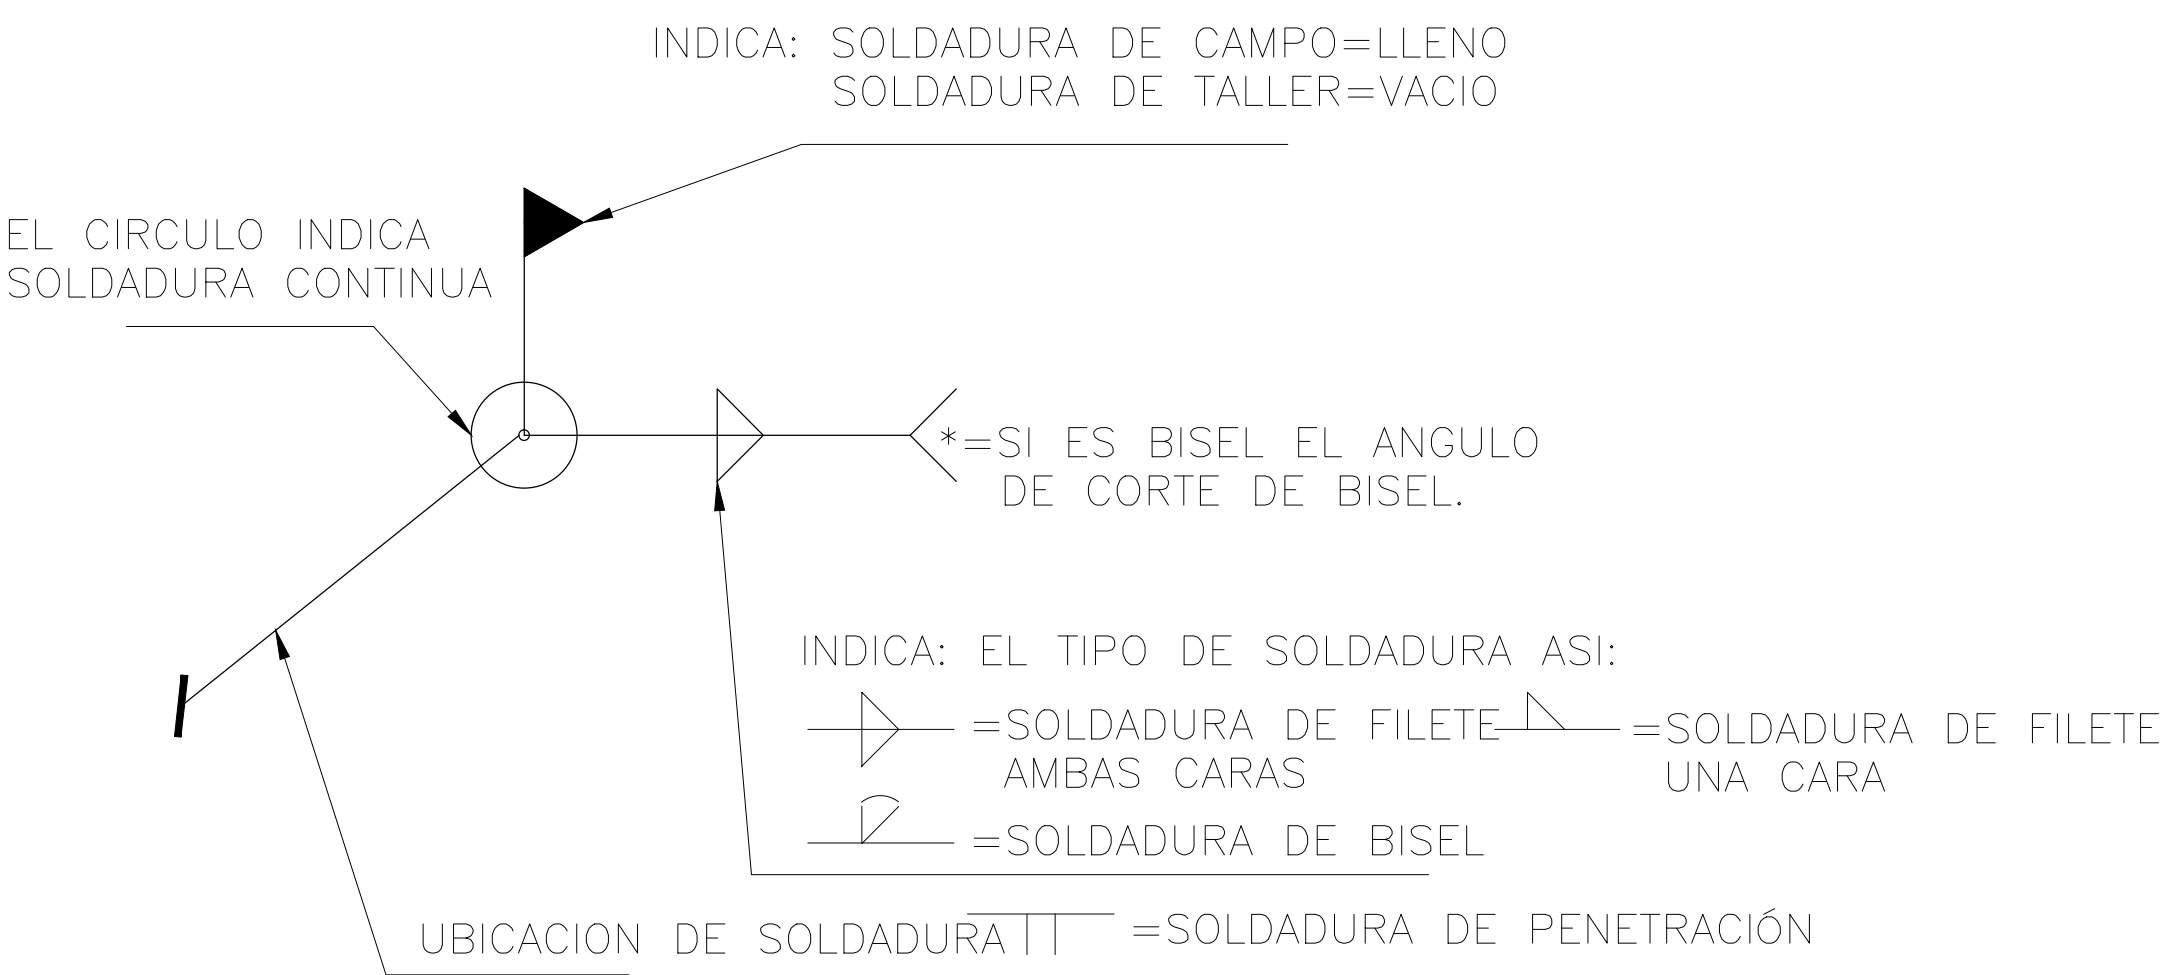 INDICA: SOLDADURA DE CAMPO=LLENO
SOLDADURA DE TALLER=VACIO
EL CIRCULO INDICA
SOLDADURA CONTINUA
*=SI ES BISEL EL ANGULO
DE CORTE DE BISEL.
INDICA: EL TIPO DE SOLDADURA ASI:
=SOLDADURA DE FILETE
AMBAS CARAS
=SOLDADURA DE FILETE
UNA CARA
=SOLDADURA DE BISEL
UBICACION DE SOLDADURA
=SOLDADURA DE PENETRACIÓN